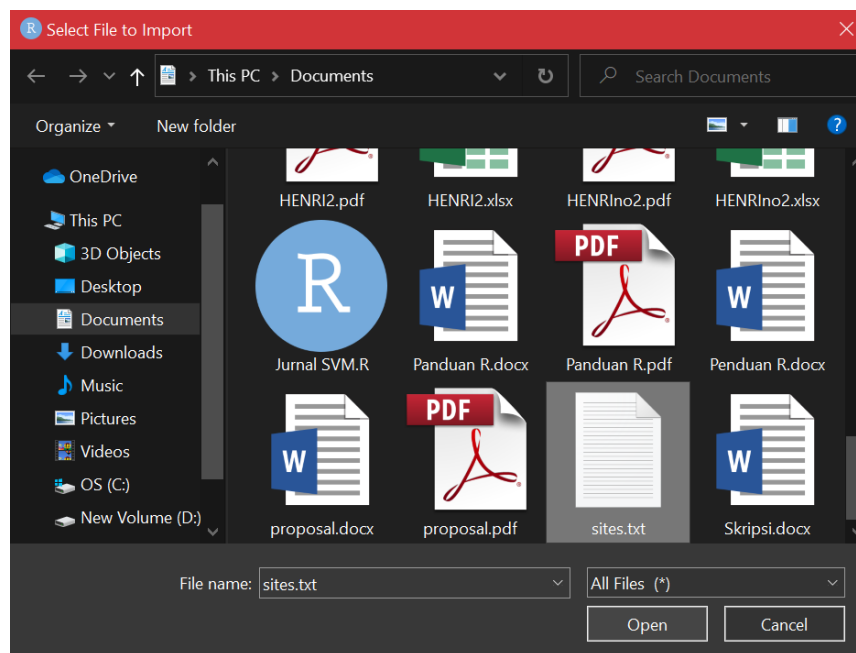 R Select File to Import
This PC > Documents
Search Documents
Organize
New folder
?
OneDrive
This PC
3D Objects
Desktop
Documents
Downloads
Music
Pictures
Videos
OS (C:)
New Volume (D:)
HENRI2.pdf
HENRI2.xlsx
HENRIno2.pdf
HENRIno2.xlsx
R
W
PDF
W
Jurnal SVM.R
Panduan R.docx
Panduan R.pdf
Penduan R.docx
W
PDF
W
proposal.docx
proposal.pdf
sites.txt
Skripsi.docx
File name: sites.txt
All Files (*)
Open
Cancel